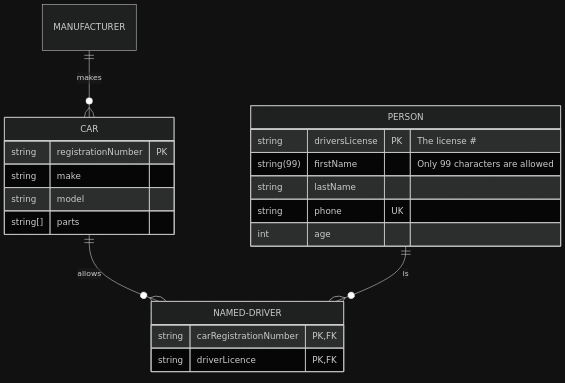 MANUFACTURER
makes
CAR
string registrationNumber PK
string make
string model
string[] parts
PERSON
string driversLicense PK The license #
string(99) firstName Only 99 characters are allowed
string lastName
string phone UK
int age
allows
is
NAMED-DRIVER
string carRegistrationNumber PK,FK
string driverLicence PK,FK